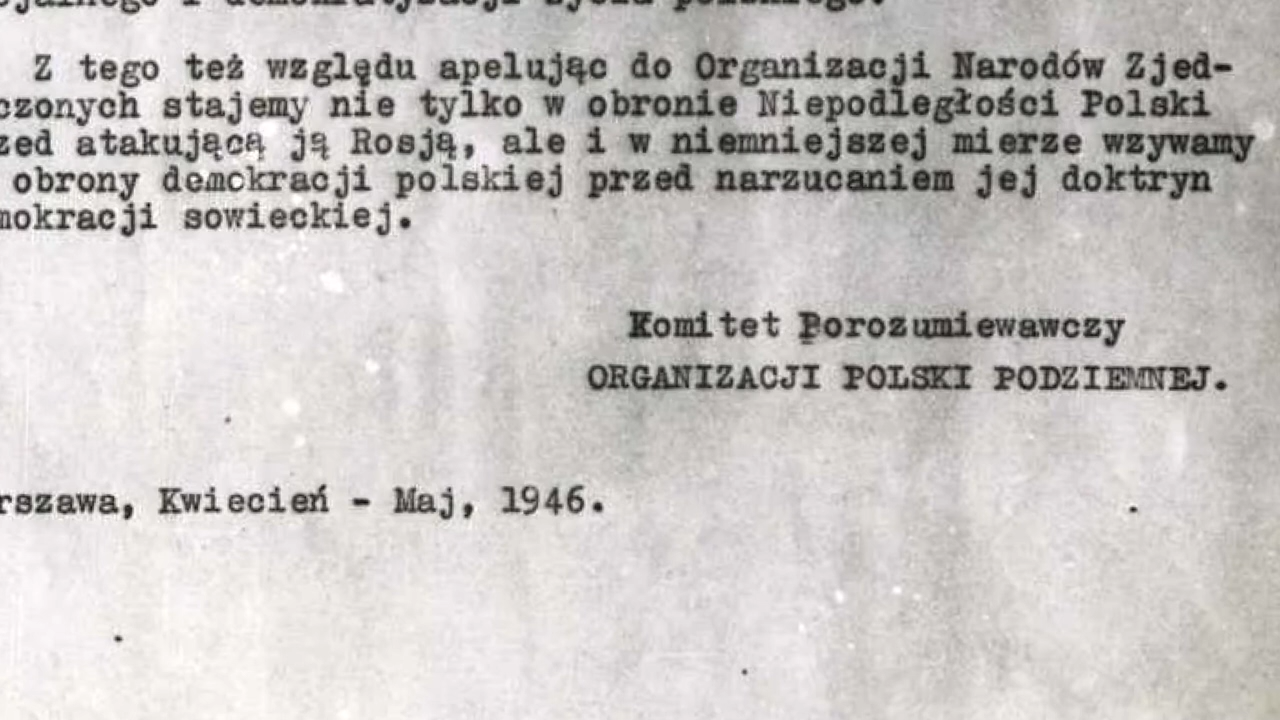 życia polskiego.
Z tego też względu apelując do Organizacji Narodów Zjed-
czonych stajemy nie tylko w obronie Niepodległości Polski
zed atakującą ją Rosją, ale i w niemniejszej mierze wzywamy
obrony demokracji polskiej przed narzucaniem jej doktryn
mokracji sowieckiej.
Komitet Porozumiewawczy
ORGANIZACJI POLSKI PODZIEMNEJ.
rszawa, Kwiecień - Maj, 1946.